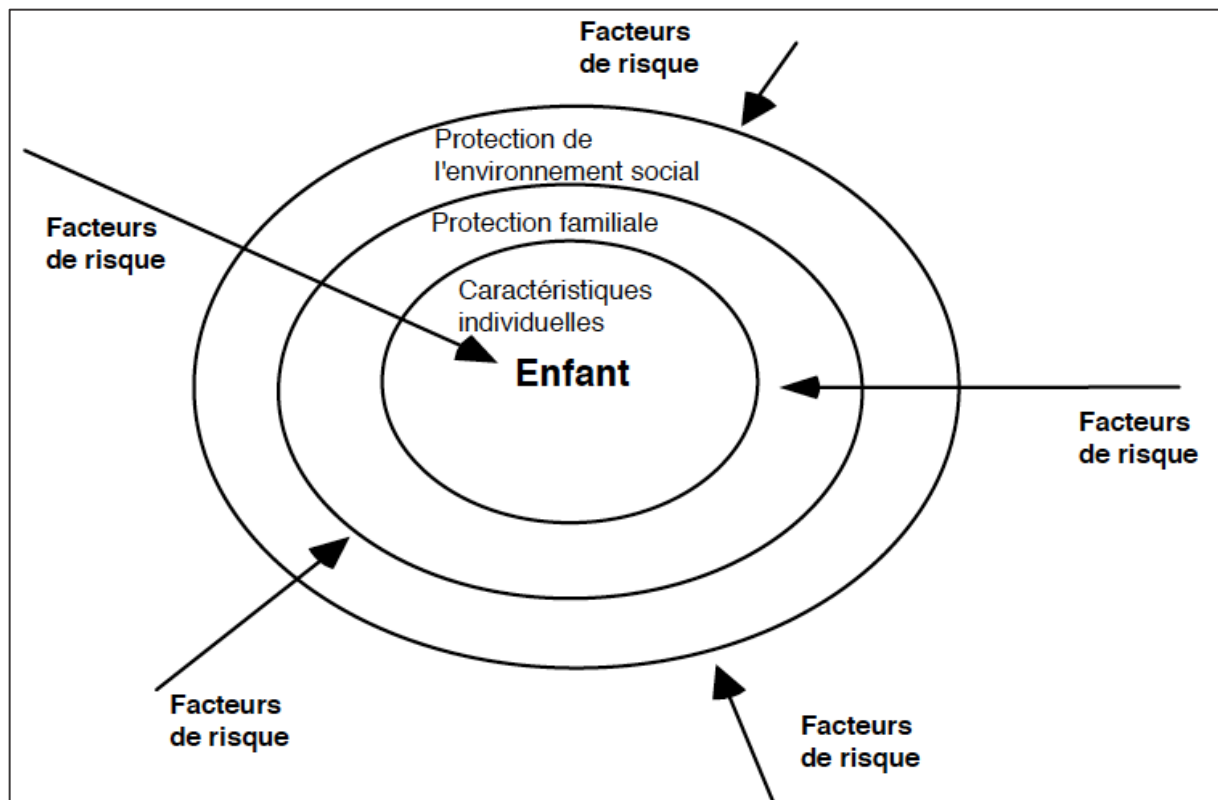 Facteurs
de risque
Protection de
l'environnement social
Facteurs
de risque
Protection familiale
Caractéristiques
individuelles
Enfant
Facteurs
de risque
Facteurs
de risque
Facteurs
de risque